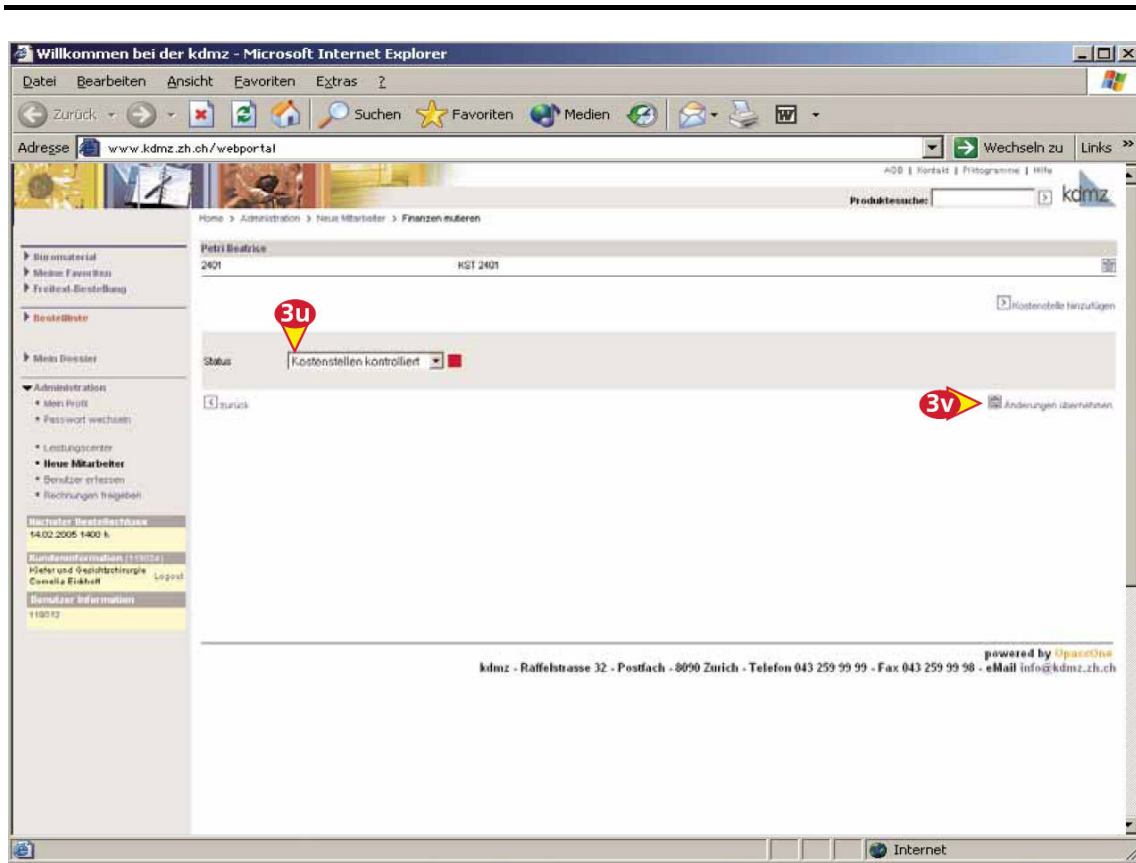 Willkommen bei der kdmz - Microsoft Internet Explorer
Datei Bearbeiten Ansicht Favoriten Extras ?
Zurück Suchen Favoriten Medien
Adresse www.kdmz.zh.ch/webportal Wechseln zu Links »
AGB | Kontakt | Piktogramme | Hilfe
Produktesuche: kdmz
Home > Administration > Neue Mitarbeiter > Finanzen mutieren
Petri Beatrice
2401 KST 2401
Büromaterial
Meine Favoriten
Freitext-Bestellung
Kostenstelle hinzufügen
Bestellliste
3u
Mein Dossier
Status Kostenstellen kontrolliert
Administration
• Mein Profil
• Passwort wechseln
zurück
3v Änderungen übernehmen
• Leistungscenter
• Neue Mitarbeiter
• Benutzer erfassen
• Rechnungen freigeben
Nächster Bestellschluss
14.02.2005 1400 h
Kundeninformation
Kiefer und Gesichtschirurgie
Cornelia Eickhoff Logout
Benutzer Information
powered by OpaccOne
kdmz - Raffelstrasse 32 - Postfach - 8090 Zurich - Telefon 043 259 99 99 - Fax 043 259 99 98 - eMail info@kdmz.zh.ch
Internet